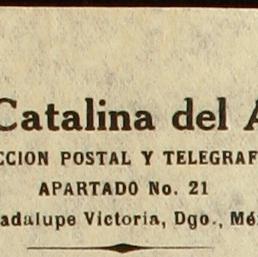 Catalina del A
CCION POSTAL Y TELEGRAF
APARTADO No. 21
adalupe Victoria, Dgo., Mé